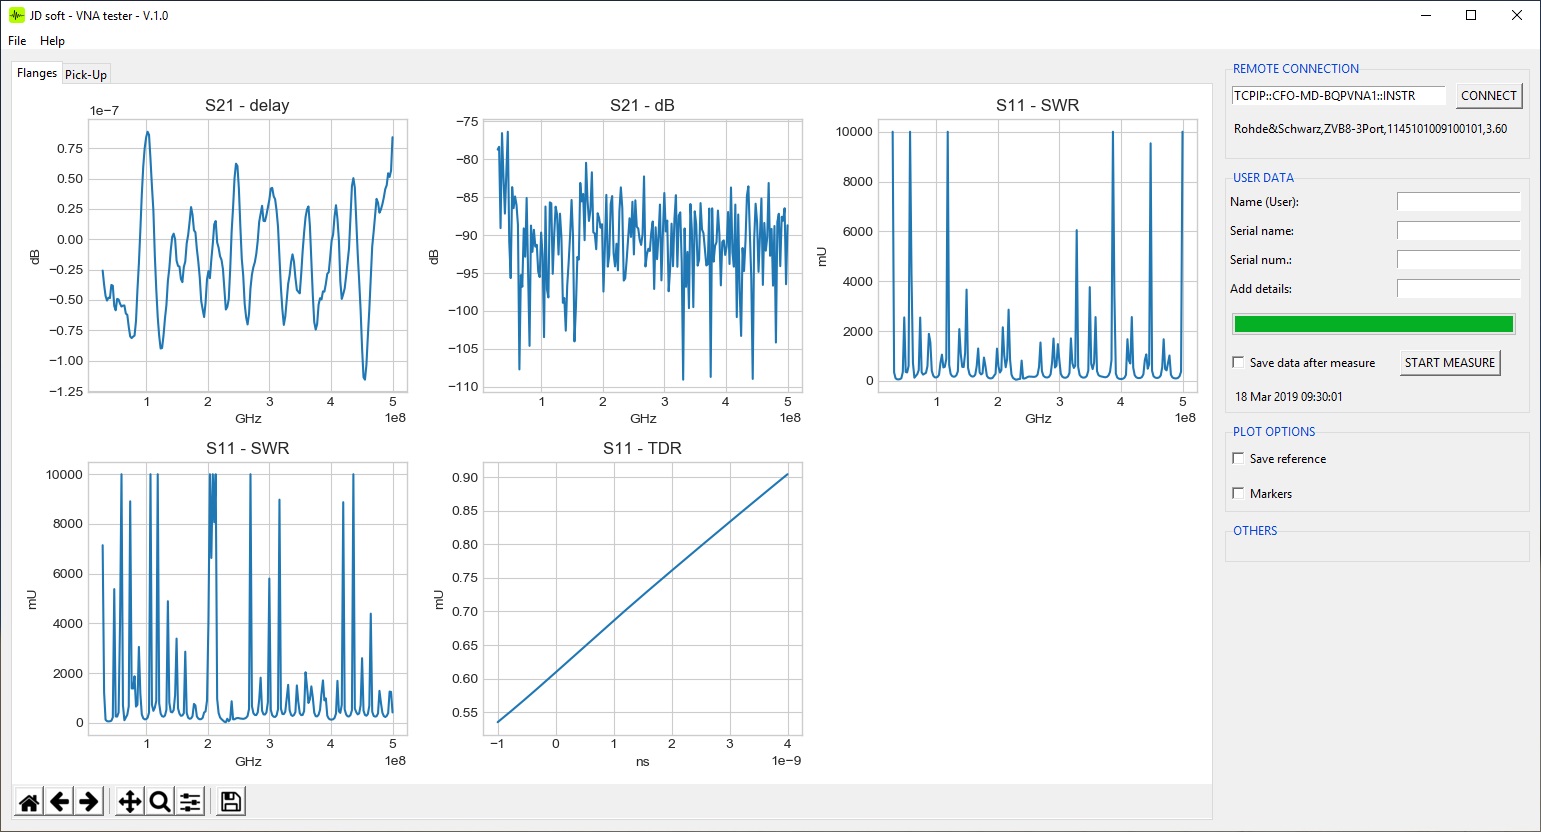 JD soft - VNA tester - V.1.0
File Help
Flanges Pick-Up
S21 - delay
1e−7
0.75
0.50
0.25
0.00
−0.25
−0.50
−0.75
−1.00
−1.25
dB
1 2 3 4 5
GHz
1e8
S21 - dB
−75
−80
−85
−90
−95
−100
−105
−110
dB
1 2 3 4 5
GHz
1e8
S11 - SWR
10000
8000
6000
4000
2000
0
mU
1 2 3 4 5
GHz
1e8
S11 - SWR
10000
8000
6000
4000
2000
0
mU
1 2 3 4 5
GHz
1e8
S11 - TDR
0.90
0.85
0.80
0.75
0.70
0.65
0.60
0.55
mU
−1 0 1 2 3 4
ns
1e−9
REMOTE CONNECTION
TCPIP::CFO-MD-BQPVNA1::INSTR CONNECT
Rohde&Schwarz,ZVB8-3Port,1145101009100101,3.60
USER DATA
Name (User):
Serial name:
Serial num.:
Add details:
Save data after measure START MEASURE
18 Mar 2019 09:30:01
PLOT OPTIONS
Save reference
Markers
OTHERS